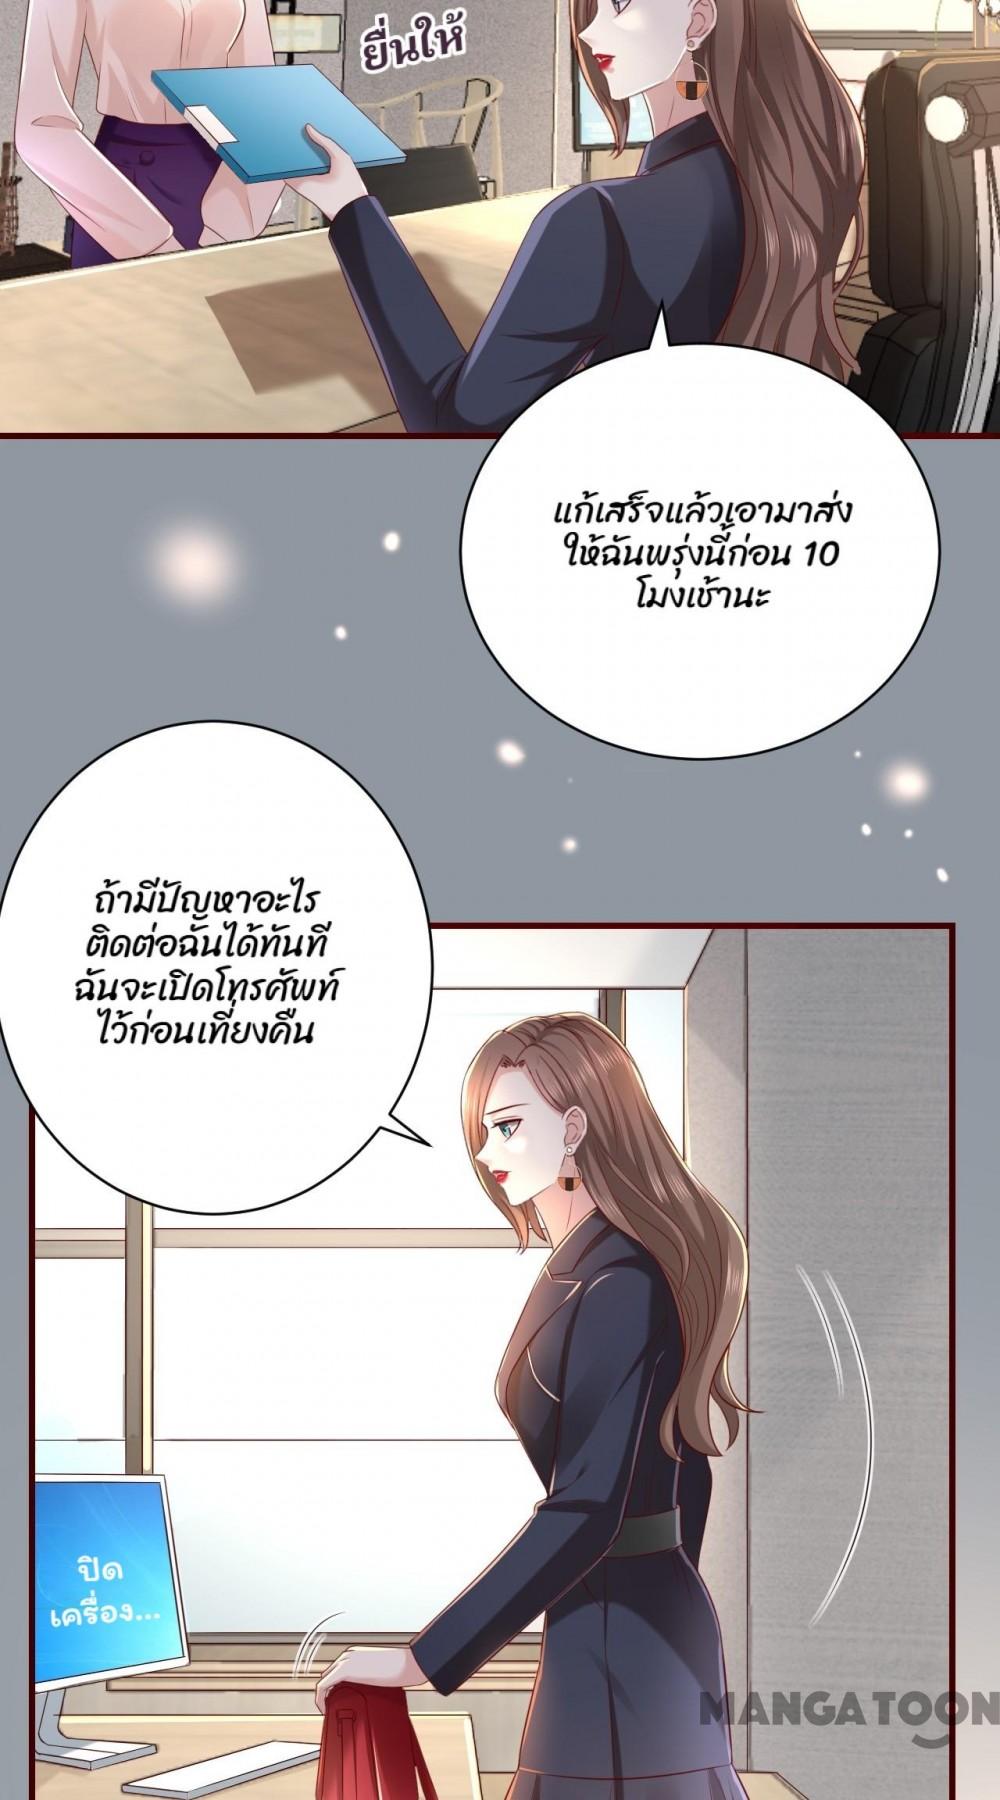 ยื่นให้
แก้เสร็จแล้วเอามาส่ง
ให้ฉันพรุ่งนี้ก่อน 10
โมงเช้านะ
ถ้ามีปัญหาอะไร
ติดต่อฉันได้ทันที
ฉันจะเปิดโทรศัพท์
ไว้ก่อนเที่ยงคืน
ปิด
เครื่อง...
MANGATOON